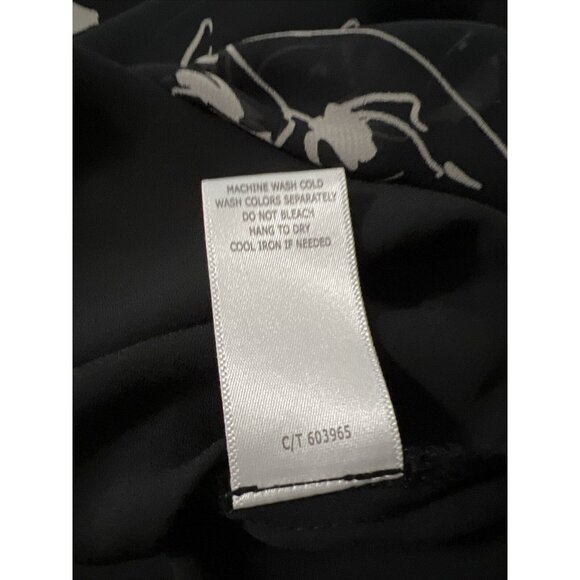 MACHINE WASH COLD
WASH COLORS SEPARATELY
DO NOT BLEACH
HANG TO DRY
COOL IRON IF NEEDED
C/T 603965